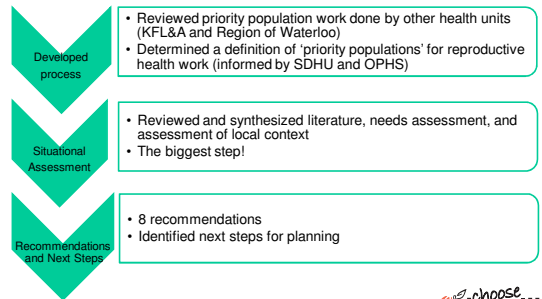 Developed
process
• Reviewed priority population work done by other health units
(KFL&A and Region of Waterloo)
• Determined a definition of ‘priority populations’ for reproductive
health work (informed by SDHU and OPHS)
Situational
Assessment
• Reviewed and synthesized literature, needs assessment, and
assessment of local context
• The biggest step!
Recommendations
and Next Steps
• 8 recommendations
• Identified next steps for planning
choose